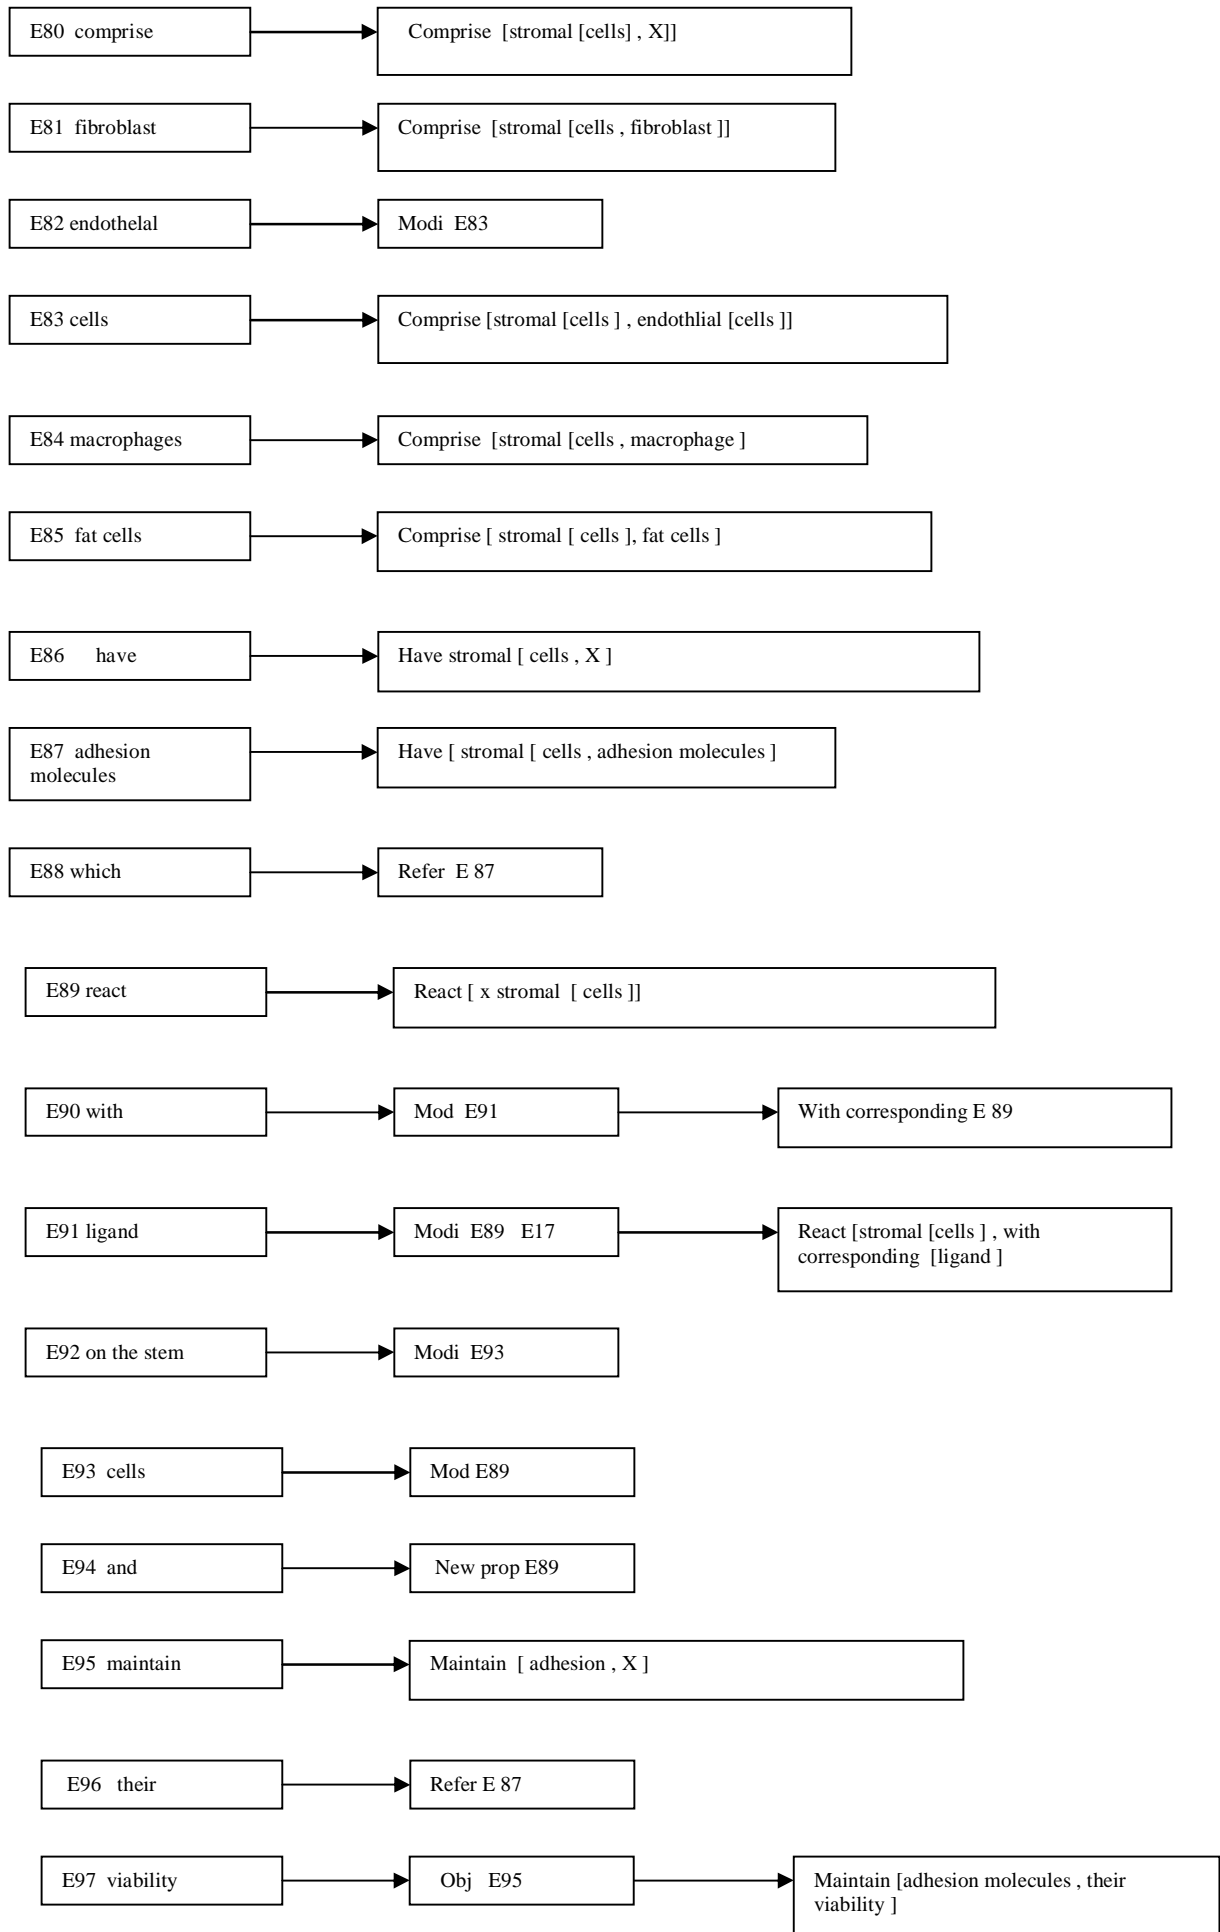 E80 comprise
Comprise [stromal [cells] , X]]
E81 fibroblast
Comprise [stromal [cells , fibroblast ]]
E82 endothelal
Modi E83
E83 cells
Comprise [stromal [cells ] , endothlial [cells ]]
E84 macrophages
Comprise [stromal [cells , macrophage ]
E85 fat cells
Comprise [ stromal [ cells ], fat cells ]
E86 have
Have stromal [ cells , X ]
E87 adhesion
molecules
Have [ stromal [ cells , adhesion molecules ]
E88 which
Refer E 87
E89 react
React [ x stromal [ cells ]]
E90 with
Mod E91
With corresponding E 89
E91 ligand
Modi E89 E17
React [stromal [cells ] , with
corresponding [ligand ]
E92 on the stem
Modi E93
E93 cells
Mod E89
E94 and
New prop E89
E95 maintain
Maintain [ adhesion , X ]
E96 their
Refer E 87
E97 viability
Obj E95
Maintain [adhesion molecules , their
viability ]